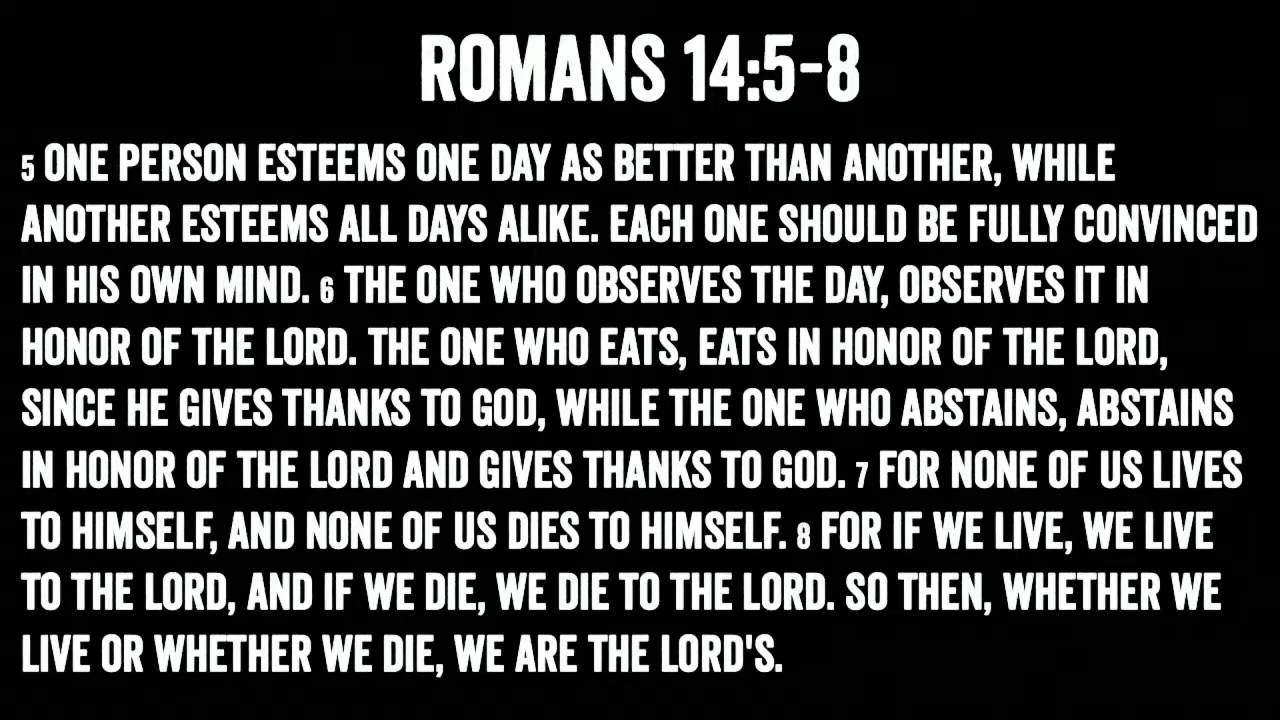 ROMANS 14:5-8
5 ONE PERSON ESTEEMS ONE DAY AS BETTER THAN ANOTHER, WHILE
ANOTHER ESTEEMS ALL DAYS ALIKE. EACH ONE SHOULD BE FULLY CONVINCED
IN HIS OWN MIND. 6 THE ONE WHO OBSERVES THE DAY, OBSERVES IT IN
HONOR OF THE LORD. THE ONE WHO EATS, EATS IN HONOR OF THE LORD,
SINCE HE GIVES THANKS TO GOD, WHILE THE ONE WHO ABSTAINS, ABSTAINS
IN HONOR OF THE LORD AND GIVES THANKS TO GOD. 7 FOR NONE OF US LIVES
TO HIMSELF, AND NONE OF US DIES TO HIMSELF. 8 FOR IF WE LIVE, WE LIVE
TO THE LORD, AND IF WE DIE, WE DIE TO THE LORD. SO THEN, WHETHER WE
LIVE OR WHETHER WE DIE, WE ARE THE LORD'S.